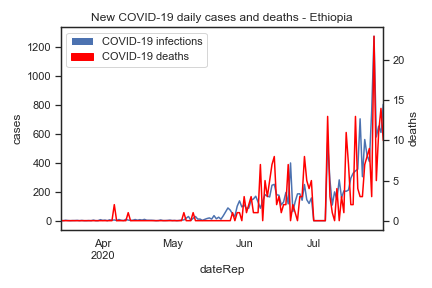 New COVID-19 daily cases and deaths - Ethiopia
COVID-19 infections
COVID-19 deaths
1200
1000
800
600
400
200
0
cases
20
15
10
5
0
deaths
Apr
2020
May
Jun
Jul
dateRep